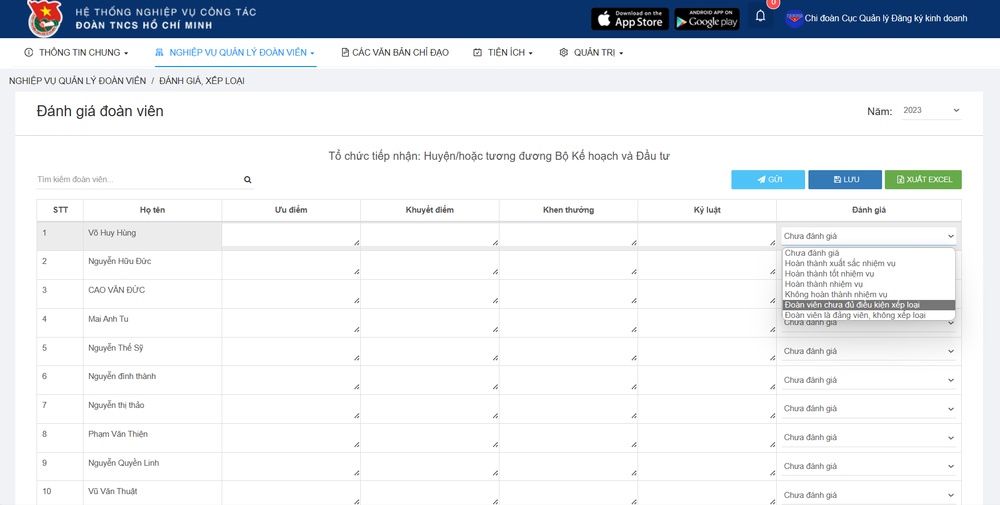 HỆ THỐNG NGHIỆP VỤ CÔNG TÁC
ĐOÀN TNCS HỒ CHÍ MINH
Download on the
App Store
ANDROID APP ON
Google play
0
Chi đoàn Cục Quản lý Đăng ký kinh doanh
THÔNG TIN CHUNG
NGHIỆP VỤ QUẢN LÝ ĐOÀN VIÊN
CÁC VĂN BẢN CHỈ ĐẠO
TIỆN ÍCH
QUẢN TRỊ
NGHIỆP VỤ QUẢN LÝ ĐOÀN VIÊN / ĐÁNH GIÁ, XẾP LOẠI
Đánh giá đoàn viên
Năm: 2023
Tổ chức tiếp nhận: Huyện/hoặc tương đương Bộ Kế hoạch và Đầu tư
Tìm kiếm đoàn viên...
GỬI
LƯU
XUẤT EXCEL
STT Họ tên Ưu điểm Khuyết điểm Khen thưởng Kỷ luật Đánh giá
1 Võ Huy Hùng Chưa đánh giá
Chưa đánh giá
Hoàn thành xuất sắc nhiệm vụ
Hoàn thành tốt nhiệm vụ
Hoàn thành nhiệm vụ
Không hoàn thành nhiệm vụ
Đoàn viên chưa đủ điều kiện xếp loại
Đoàn viên là đảng viên, không xếp loại
2 Nguyễn Hữu Đức
3 CAO VĂN ĐỨC
4 Mai Anh Tu Chưa đánh giá
5 Nguyễn Thế Sỹ Chưa đánh giá
6 Nguyễn đình thành Chưa đánh giá
7 Nguyễn thị thảo Chưa đánh giá
8 Phạm Văn Thiện Chưa đánh giá
9 Nguyễn Quyền Linh Chưa đánh giá
10 Vũ Văn Thuật Chưa đánh giá